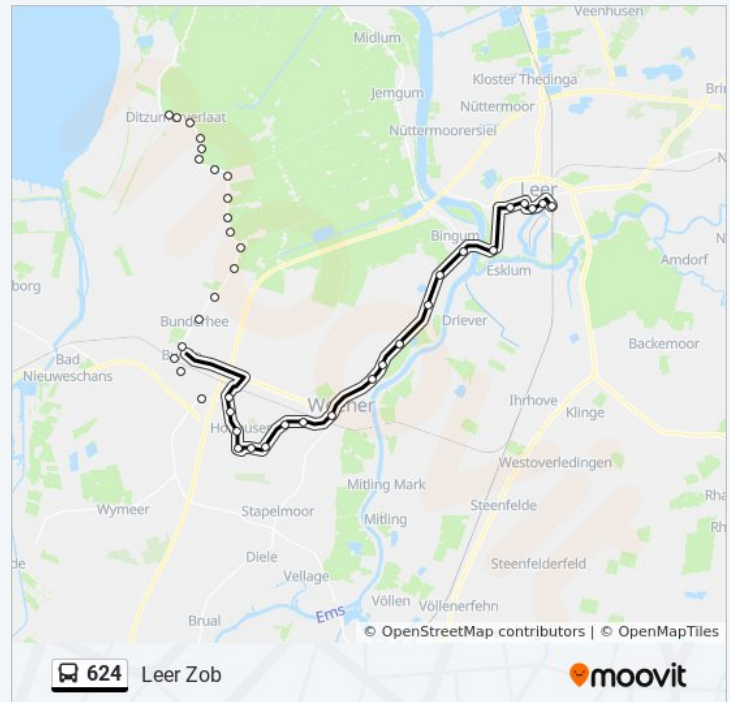 Veenhusen
Midlum
Kloster Thedinga
Jemgum
Nüttermoor
Nüttermoorersiel
Leer
Bingum
Esklum
Amdorf
Driever
Backemoor
Bunderhee
Bad
Nieuweschans
Ihrhove
Klinge
Westoverledingen
Mitling Mark
Steenfelde
Wymeer
Stapelmoor
Mitling
Diele
Steenfelderfeld
Vellage
Völlen
Völlenerfehn
Brual
Ems
© OpenStreetMap contributors | © OpenMapTiles
624 Leer Zob
moovit